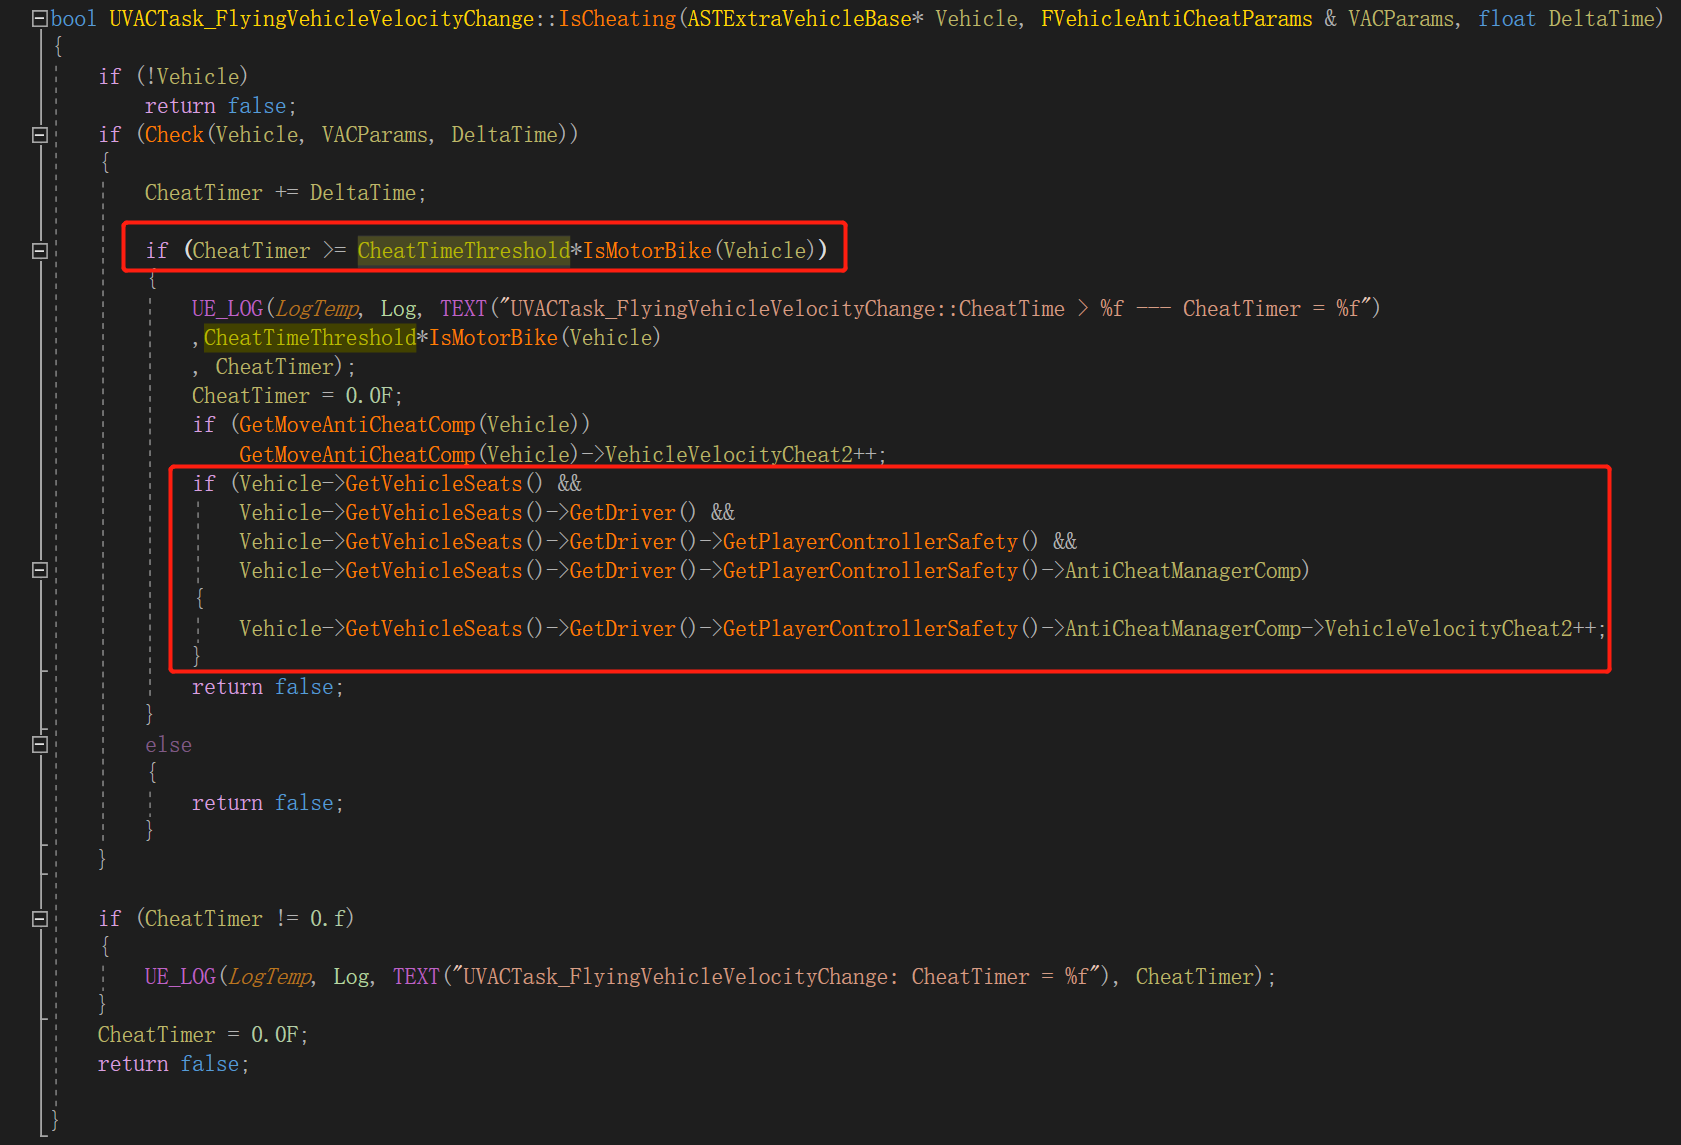 bool UVACTask_FlyingVehicleVelocityChange::IsCheating(ASTExtraVehicleBase* Vehicle, FVehicleAntiCheatParams & VACParams, float DeltaTime)
{
if (!Vehicle)
return false;
if (Check(Vehicle, VACParams, DeltaTime))
{
CheatTimer += DeltaTime;
if (CheatTimer >= CheatTimeThreshold*IsMotorBike(Vehicle))
{
UE_LOG(LogTemp, Log, TEXT("UVACTask_FlyingVehicleVelocityChange::CheatTime > %f --- CheatTimer = %f")
,CheatTimeThreshold*IsMotorBike(Vehicle)
, CheatTimer);
CheatTimer = 0.0F;
if (GetMoveAntiCheatComp(Vehicle))
GetMoveAntiCheatComp(Vehicle)->VehicleVelocityCheat2++;
if (Vehicle->GetVehicleSeats() &&
Vehicle->GetVehicleSeats()->GetDriver() &&
Vehicle->GetVehicleSeats()->GetDriver()->GetPlayerControllerSafety() &&
Vehicle->GetVehicleSeats()->GetDriver()->GetPlayerControllerSafety()->AntiCheatManagerComp)
{
Vehicle->GetVehicleSeats()->GetDriver()->GetPlayerControllerSafety()->AntiCheatManagerComp->VehicleVelocityCheat2++;
}
return false;
}
else
{
return false;
}
}
if (CheatTimer != 0.f)
{
UE_LOG(LogTemp, Log, TEXT("UVACTask_FlyingVehicleVelocityChange: CheatTimer = %f"), CheatTimer);
}
CheatTimer = 0.0F;
return false;
}